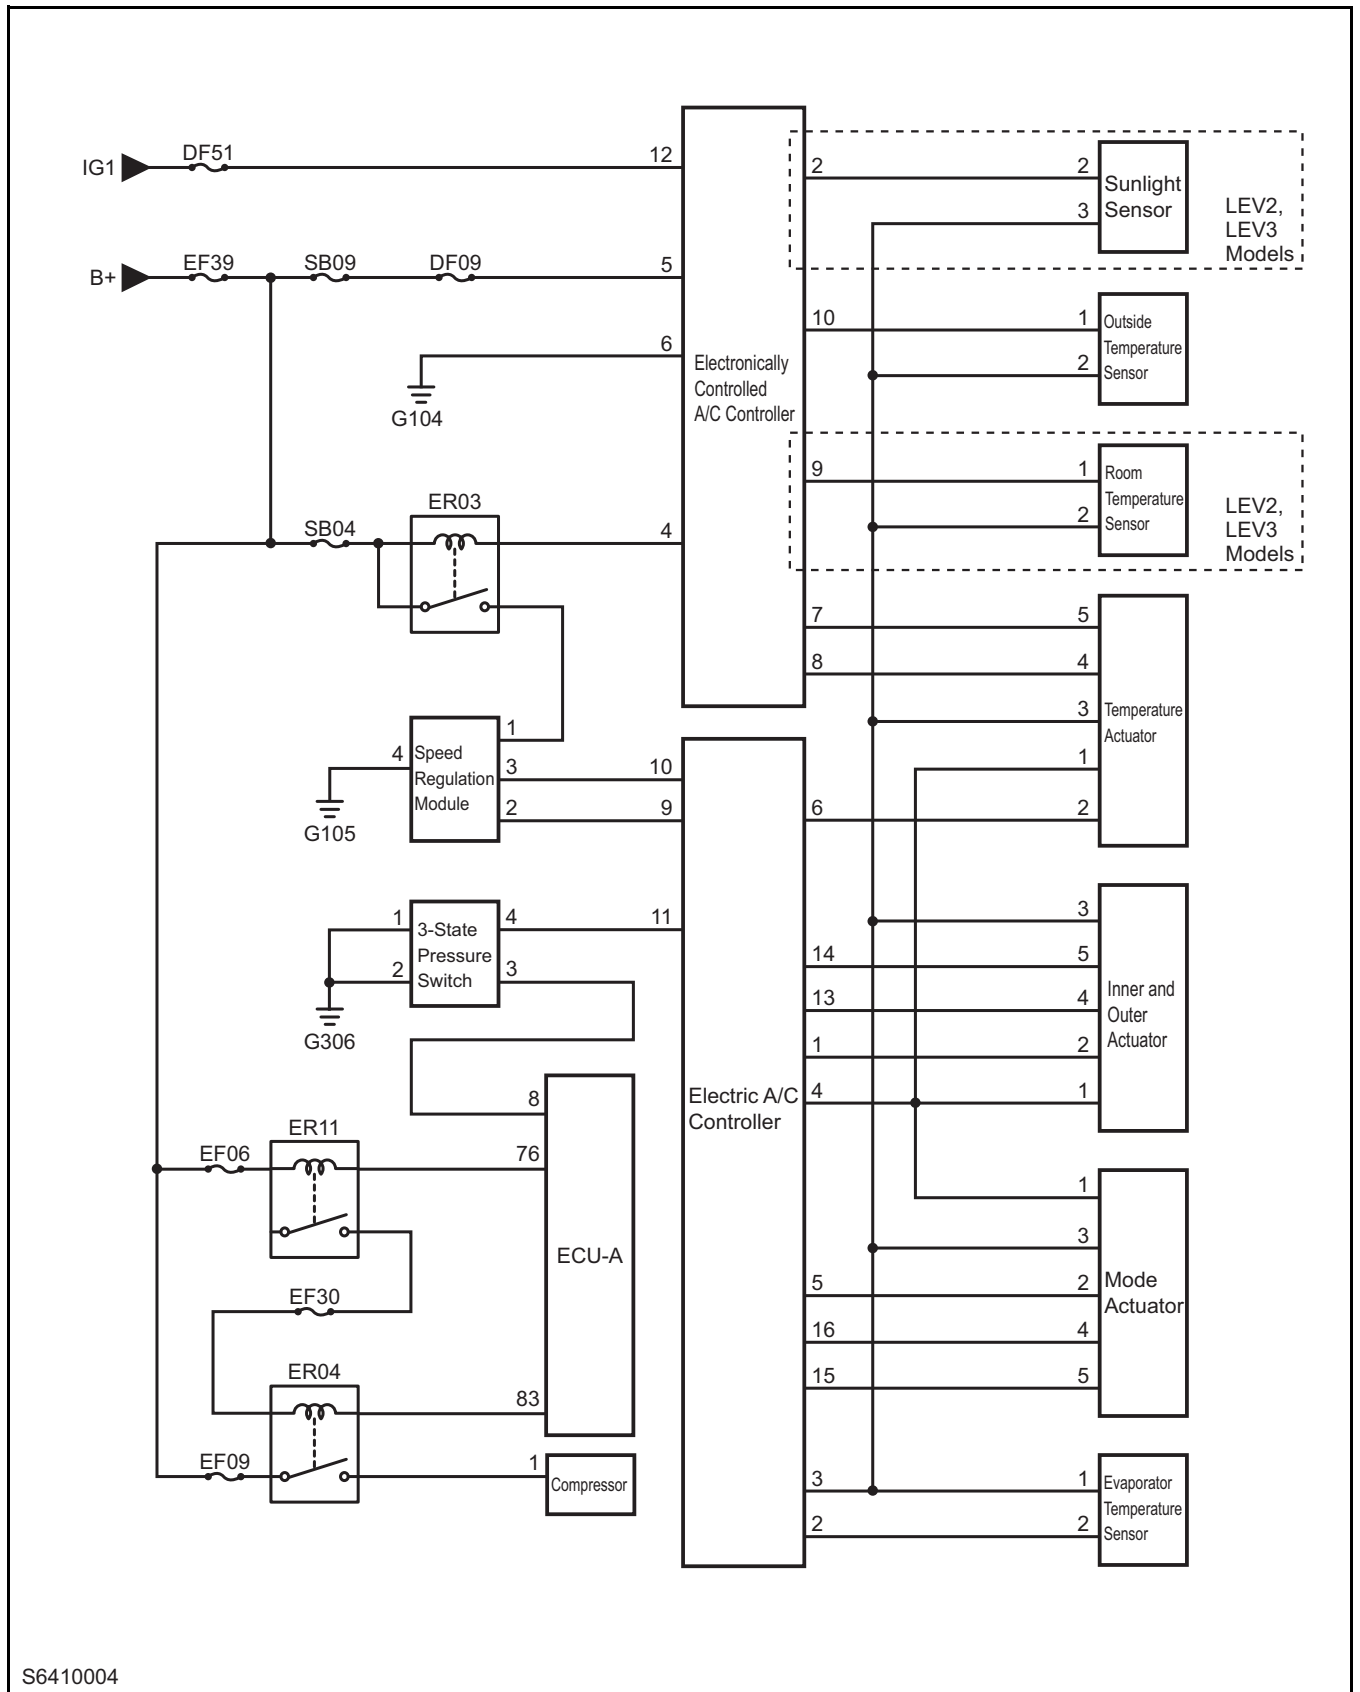 IG1
DF51
12
2
2
Sunlight
Sensor
3
LEV2,
LEV3
Models
B+
EF39
SB09
DF09
5
6
G104
Electronically
Controlled
A/C Controller
10
1
Outside
Temperature
Sensor
2
9
1
Room
Temperature
Sensor
2
LEV2,
LEV3
Models
SB04
ER03
4
7
5
8
4
3
Temperature
Actuator
1
6
2
4
Speed
Regulation
Module
1
3
2
10
9
G105
1
2
3-State
Pressure
Switch
4
3
11
G306
3
14
5
13
4
Inner and
Outer
Actuator
1
2
4
1
Electric A/C
Controller
8
76
ECU-A
83
EF06
ER11
EF30
ER04
EF09
1
Compressor
1
3
5
2
Mode
Actuator
16
4
15
5
3
1
Evaporator
Temperature
Sensor
2
2
S6410004